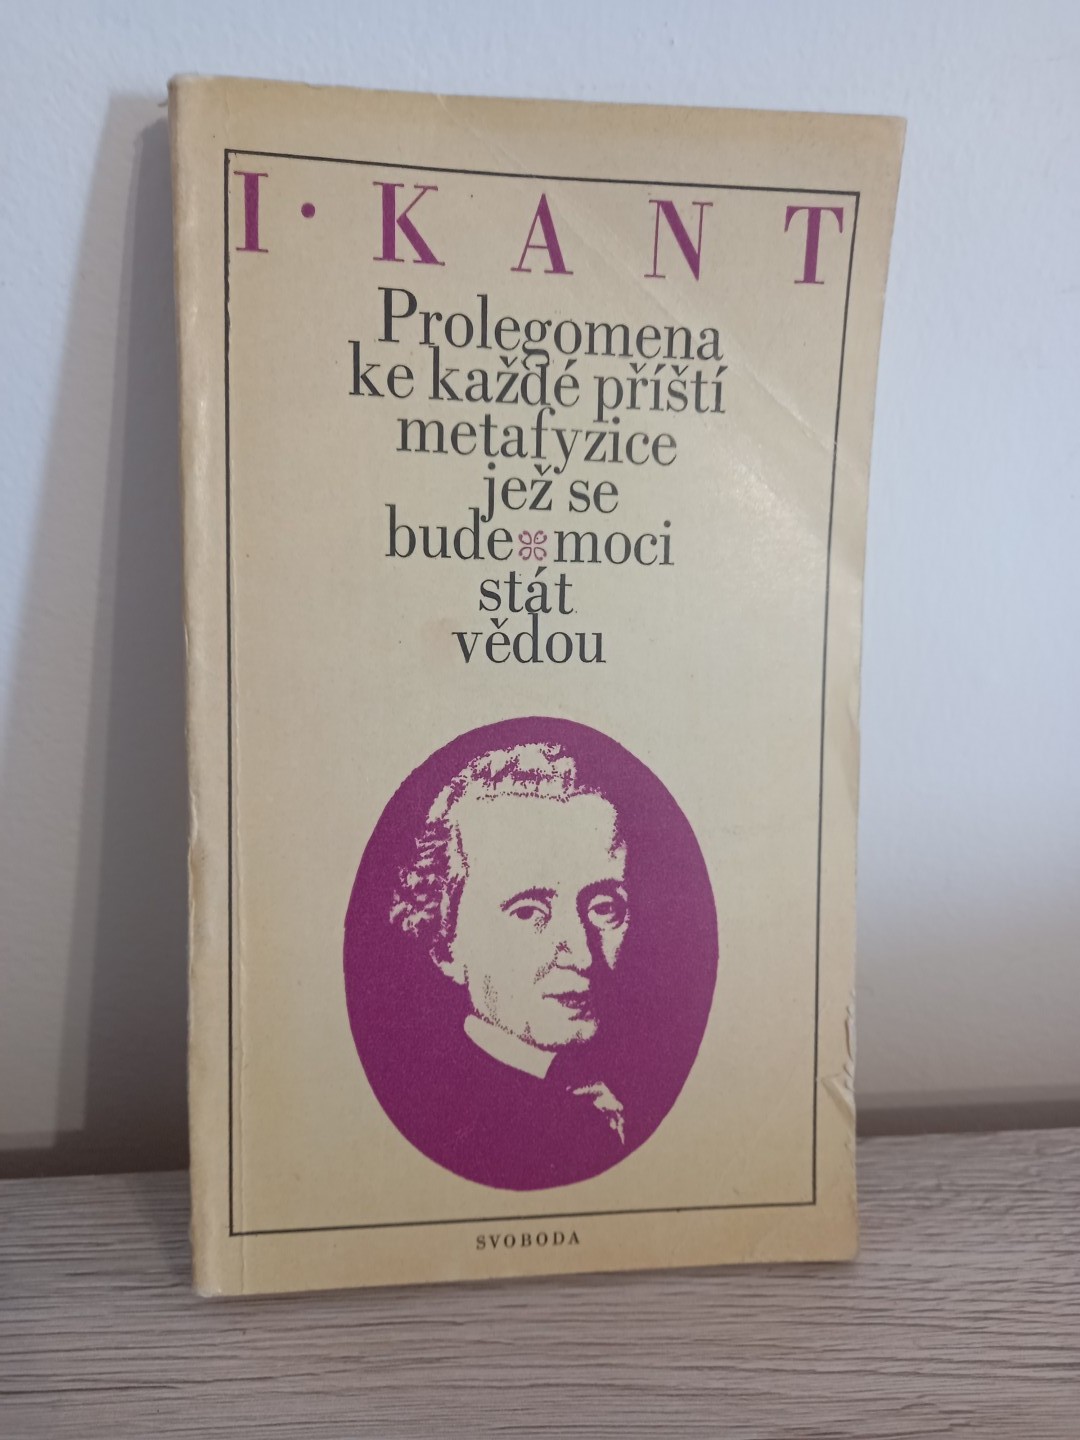 I · KANT
Prolegomena
ke každé příští
metafyzice
jež se
bude moci
stát
vědou
SVOBODA